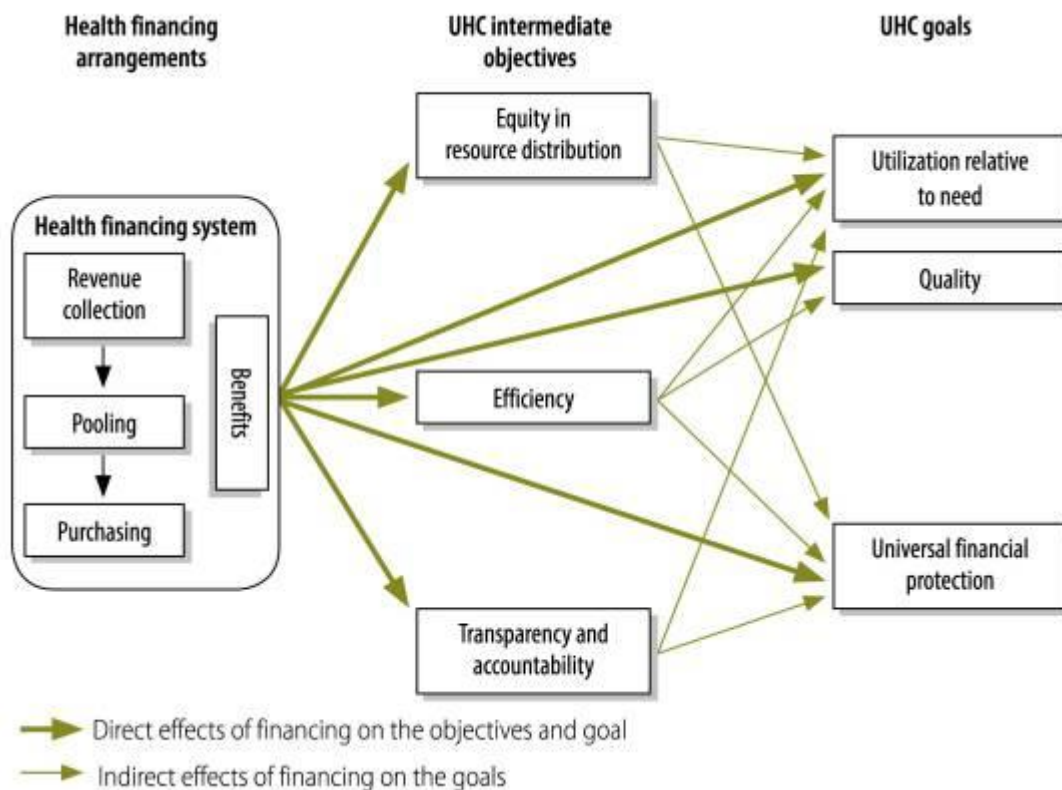 Health financing
arrangements
UHC intermediate
objectives
UHC goals
Equity in
resource distribution
Utilization relative
to need
Health financing system
Revenue
collection
Quality
Benefits
Pooling
Efficiency
Purchasing
Universal financial
protection
Transparency and
accountability
Direct effects of financing on the objectives and goal
Indirect effects of financing on the goals